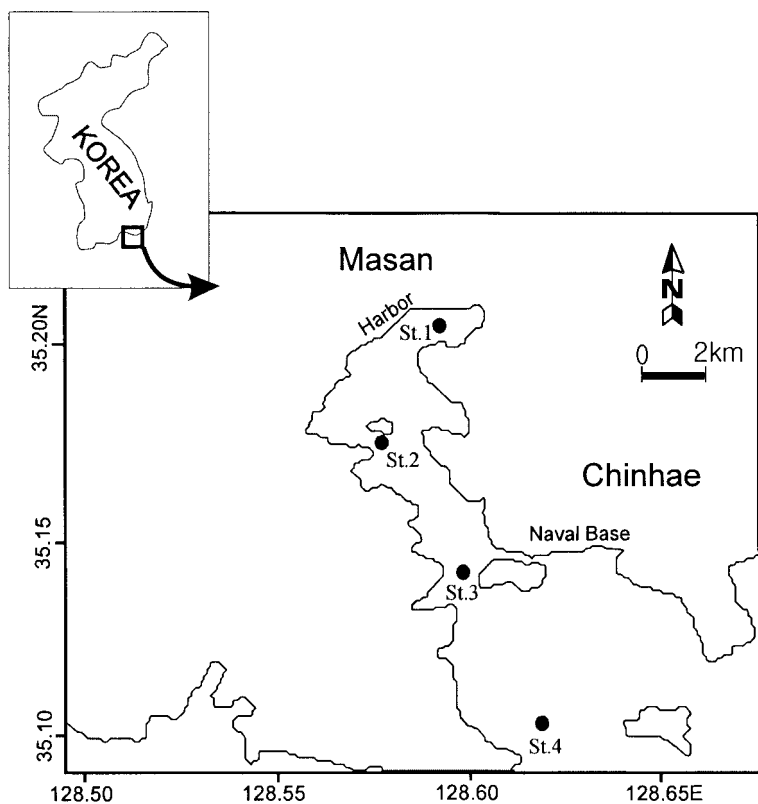 KOREA
Masan
Harbor
St.1
N
0 2km
St.2
Chinhae
Naval Base
St.3
St.4
35.20N
35.15
35.10
128.50 128.55 128.60 128.65E